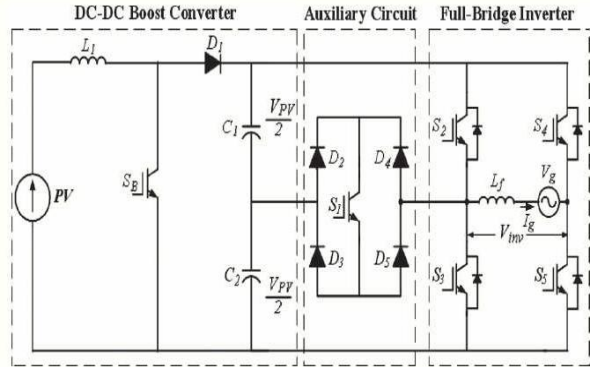 DC-DC Boost Converter
Auxiliary Circuit
Full-Bridge Inverter
L1
D1
C1
VPV
2
S2
S4
D2
D4
Vg
Lf
PV
SB
S1
Ig
Vinv
C2
D3
D5
S3
S5
VPV
2